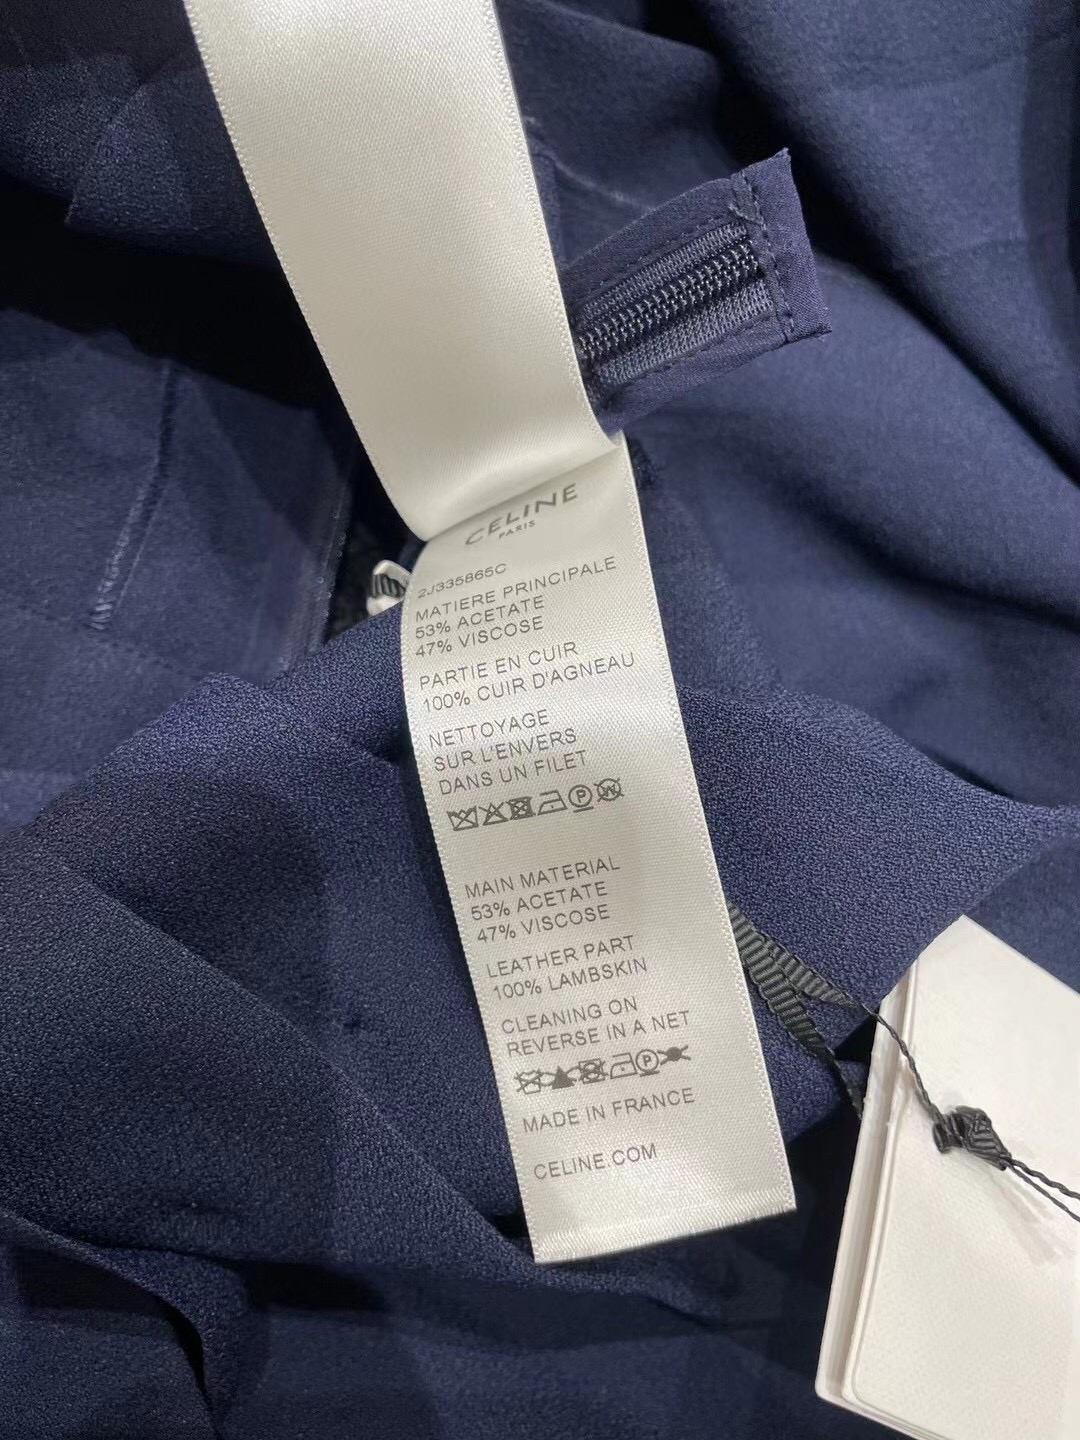 CELINE
PARIS
2J335865C
MATIERE PRINCIPALE
53% ACETATE
47% VISCOSE
PARTIE EN CUIR
100% CUIR D'AGNEAU
NETTOYAGE
SUR L'ENVERS
DANS UN FILET
P W
MAIN MATERIAL
53% ACETATE
47% VISCOSE
LEATHER PART
100% LAMBSKIN
CLEANING ON
REVERSE IN A NET
P
MADE IN FRANCE
CELINE.COM